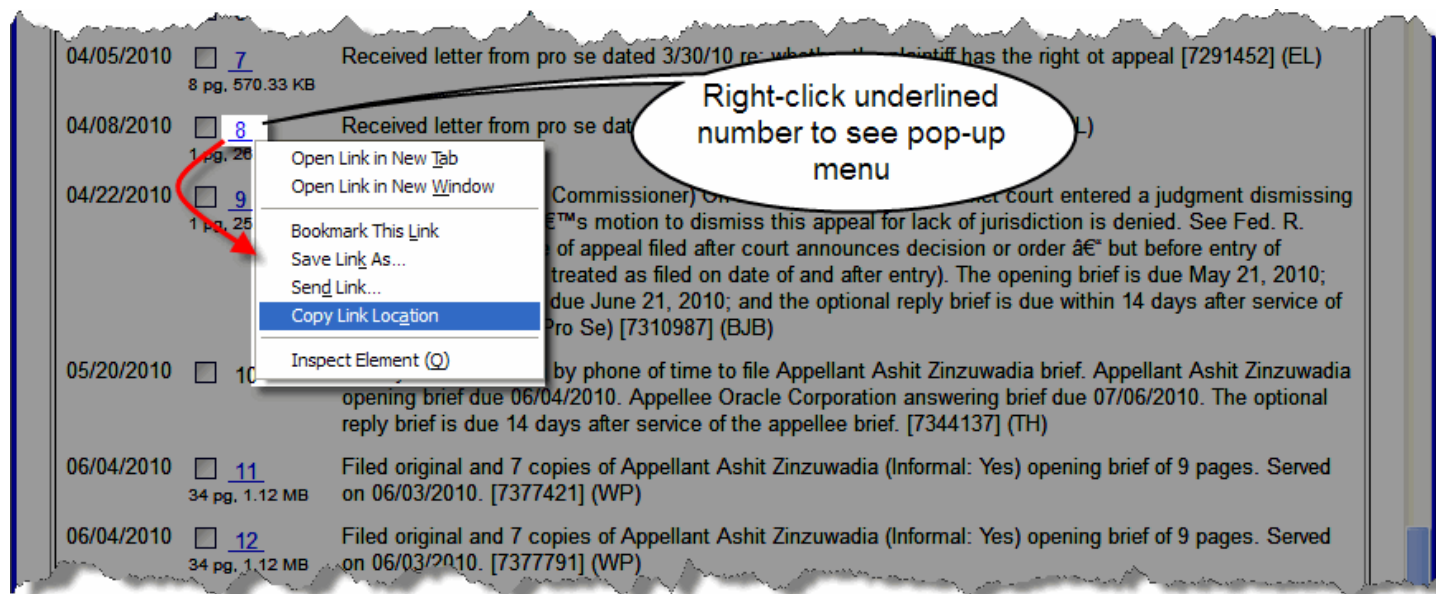 04/05/2010 7 Received letter from pro se dated 3/30/10 re: whether the plaintiff has the right ot appeal [7291452] (EL)
8 pg, 570.33 KB
Right-click underlined
number to see pop-up
menu
04/08/2010 8 Received letter from pro se dat L)
1 pg, 26
Open Link in New Tab
Open Link in New Window
Bookmark This Link
Save Link As...
Send Link...
Copy Link Location
Inspect Element (Q)
04/22/2010 9 Commissioner) court entered a judgment dismissing
1 pg, 25 €™s motion to dismiss this appeal for lack of jurisdiction is denied. See Fed. R.
of appeal filed after court announces decision or order â€“ but before entry of
treated as filed on date of and after entry). The opening brief is due May 21, 2010;
due June 21, 2010; and the optional reply brief is due within 14 days after service of
Pro Se) [7310987] (BJB)
05/20/2010 10 by phone of time to file Appellant Ashit Zinzuwadia brief. Appellant Ashit Zinzuwadia
opening brief due 06/04/2010. Appellee Oracle Corporation answering brief due 07/06/2010. The optional
reply brief is due 14 days after service of the appellee brief. [7344137] (TH)
06/04/2010 11 Filed original and 7 copies of Appellant Ashit Zinzuwadia (Informal: Yes) opening brief of 9 pages. Served
34 pg, 1.12 MB on 06/03/2010. [7377421] (WP)
06/04/2010 12 Filed original and 7 copies of Appellant Ashit Zinzuwadia (Informal: Yes) opening brief of 9 pages. Served
34 pg, 1.12 MB on 06/03/2010. [7377791] (WP)